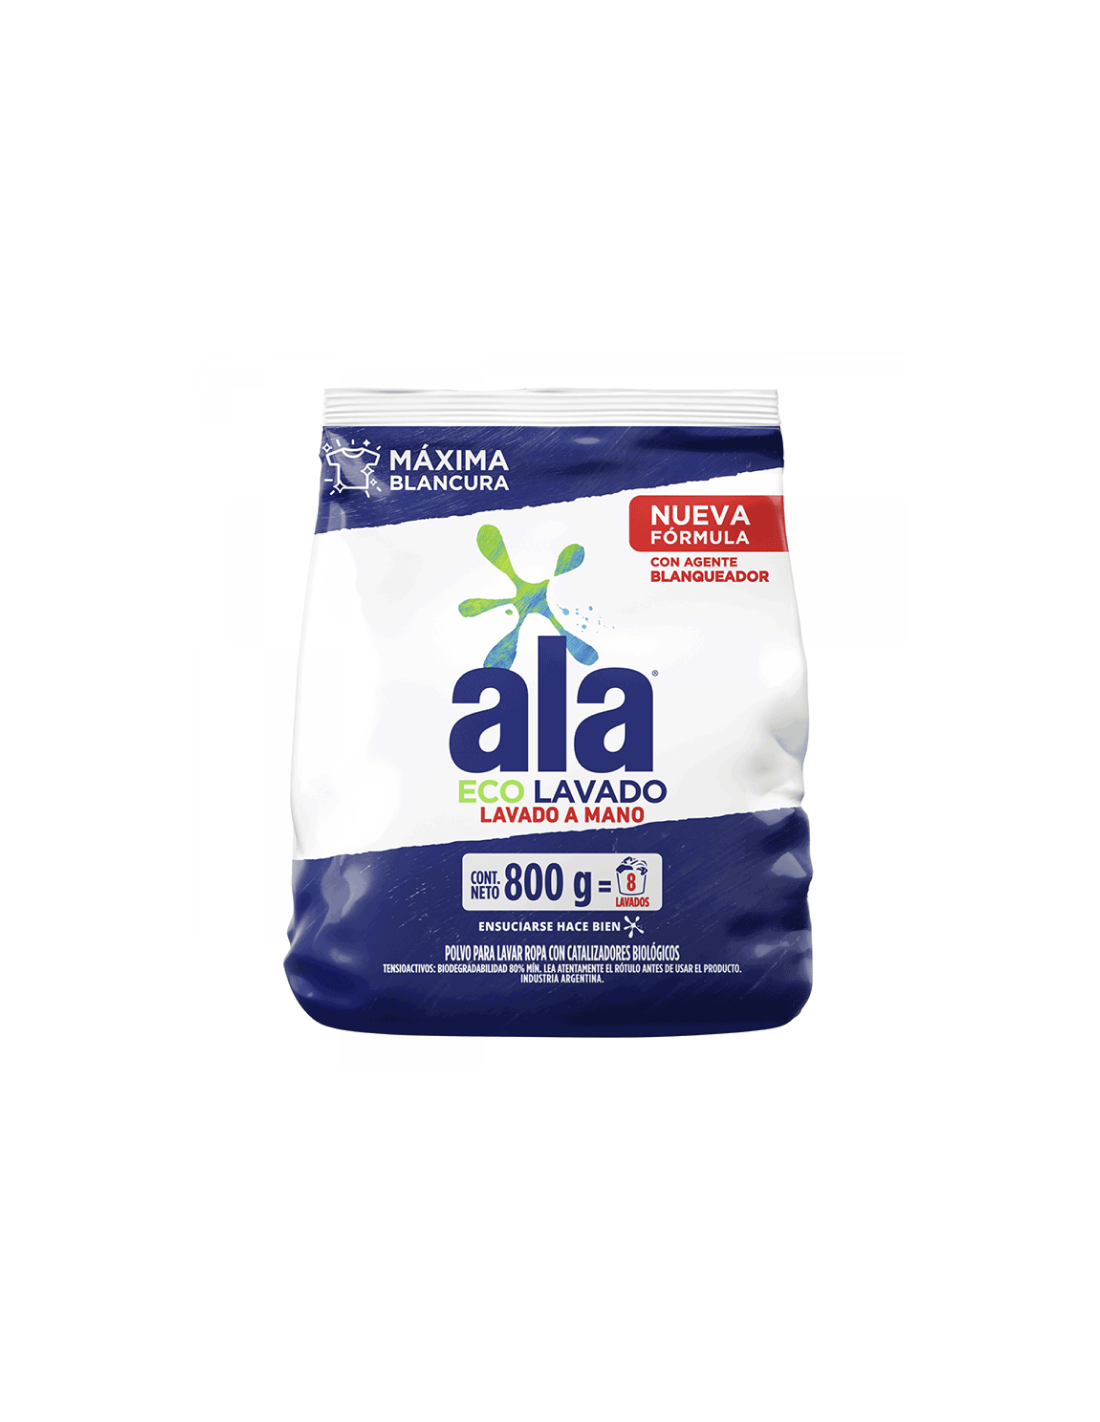 MÁXIMA
BLANCURA
NUEVA
FÓRMULA
CON AGENTE
BLANQUEADOR
ala®
ECO LAVADO
LAVADO A MANO
CONT.
NETO 800 g = 8
LAVADOS
ENSUCIARSE HACE BIEN
POLVO PARA LAVAR ROPA CON CATALIZADORES BIOLÓGICOS
TENSIOACTIVOS: BIODEGRADABILIDAD 80% MÍN. LEA ATENTAMENTE EL RÓTULO ANTES DE USAR EL PRODUCTO.
INDUSTRIA ARGENTINA.